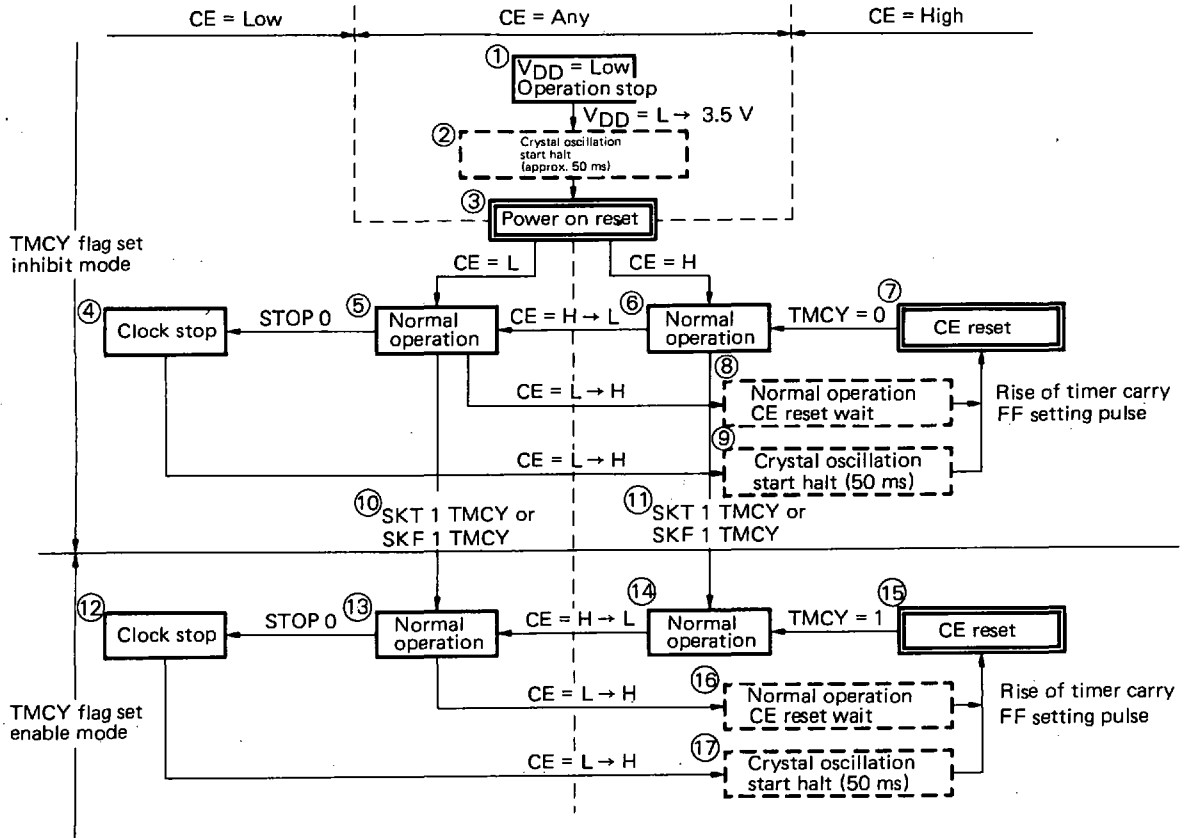 CE = Low
CE = Any
CE = High
①
VDD = Low
Operation stop
VDD = L → 3.5 V
②
Crystal oscillation
start halt
(approx. 50 ms)
③
Power on reset
TMCY flag set
inhibit mode
CE = L
CE = H
④
Clock stop
STOP 0
⑤
Normal
operation
CE = H → L
⑥
Normal
operation
TMCY = 0
⑦
CE reset
CE = L → H
⑧
Normal operation
CE reset wait
Rise of timer carry
FF setting pulse
CE = L → H
⑨
Crystal oscillation
start halt (50 ms)
⑩
SKT 1 TMCY or
SKF 1 TMCY
⑪
SKT 1 TMCY or
SKF 1 TMCY
⑫
Clock stop
STOP 0
⑬
Normal
operation
CE = H → L
⑭
Normal
operation
TMCY = 1
⑮
CE reset
TMCY flag set
enable mode
CE = L → H
⑯
Normal operation
CE reset wait
Rise of timer carry
FF setting pulse
CE = L → H
⑰
Crystal oscillation
start halt (50 ms)